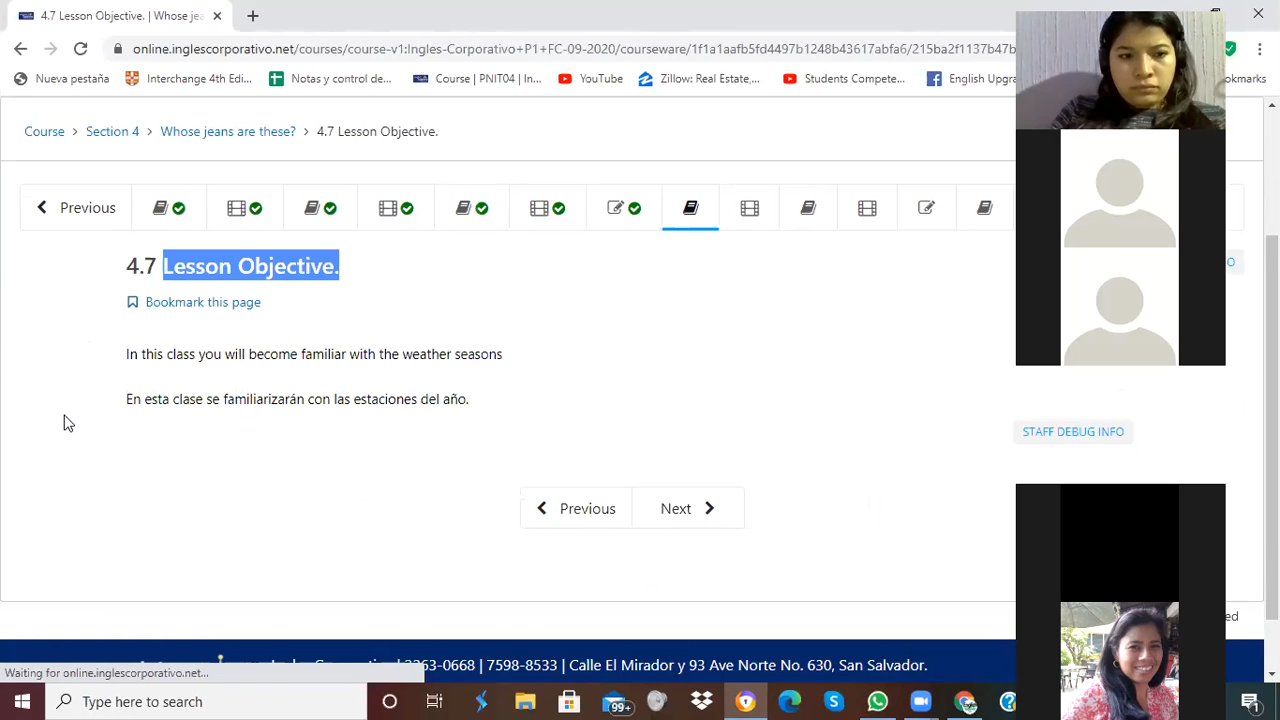 4.7 Lesson Objective. | Whose je
online.inglescorporativo.net/courses/course-v1:Ingles-Corporativo+P1+FC-09-2020/courseware/1f1a1aafb5fd4497b1248b43617abfa6/215ba2f1137b47b
Nueva pestaña
Interchange 4th Edi...
Notas y control de...
Course | PNIT04 | In...
YouTube
Zillow: Real Estate,...
Students Compete...
English Upgra
okmarks
Course > Section 4 > Whose jeans are these? > 4.7 Lesson Objective.
Previous
4.7 Lesson Objective.
Bookmark this page
In this class you will become familiar with the weather seasons
En esta clase se familiarizarán con las estaciones del año.
STAFF DEBUG INFO
Previous
Next
2263-0668 | 7598-8533 | Calle El Mirador y 93 Ave Norte No. 630, San Salvador.
Waiting for online.inglescorporativo.net...
Type here to search
99+